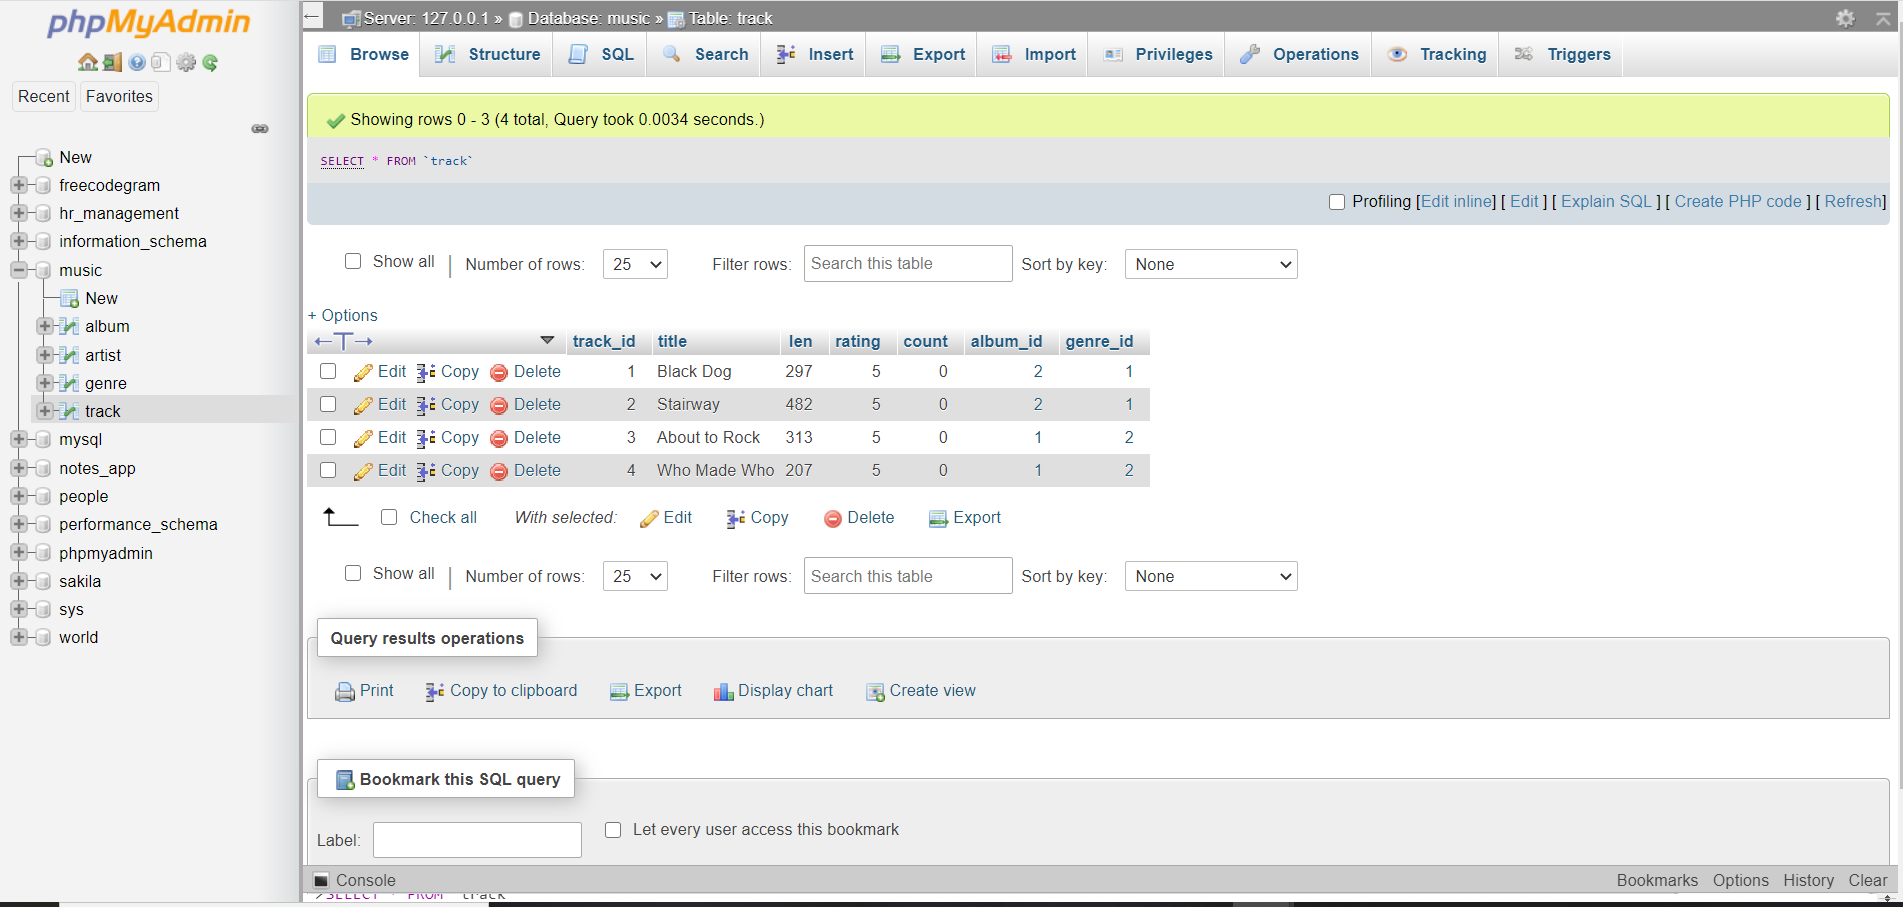 phpMyAdmin
Recent Favorites
New
freecodegram
hr_management
information_schema
music
New
album
artist
genre
track
mysql
notes_app
people
performance_schema
phpmyadmin
sakila
sys
world
Server: 127.0.0.1 » Database: music » Table: track
Browse Structure SQL Search Insert Export Import Privileges Operations Tracking Triggers
Showing rows 0 - 3 (4 total, Query took 0.0034 seconds.)
SELECT * FROM `track`
Profiling [Edit inline] [ Edit ] [ Explain SQL ] [ Create PHP code ] [ Refresh]
Show all | Number of rows: 25 Filter rows: Search this table Sort by key: None
+ Options
←T→ track_id title len rating count album_id genre_id
Edit Copy Delete 1 Black Dog 297 5 0 2 1
Edit Copy Delete 2 Stairway 482 5 0 2 1
Edit Copy Delete 3 About to Rock 313 5 0 1 2
Edit Copy Delete 4 Who Made Who 207 5 0 1 2
Check all With selected: Edit Copy Delete Export
Show all | Number of rows: 25 Filter rows: Search this table Sort by key: None
Query results operations
Print Copy to clipboard Export Display chart Create view
Bookmark this SQL query
Label: Let every user access this bookmark
Console Bookmarks Options History Clear
>SELECT * FROM `track`